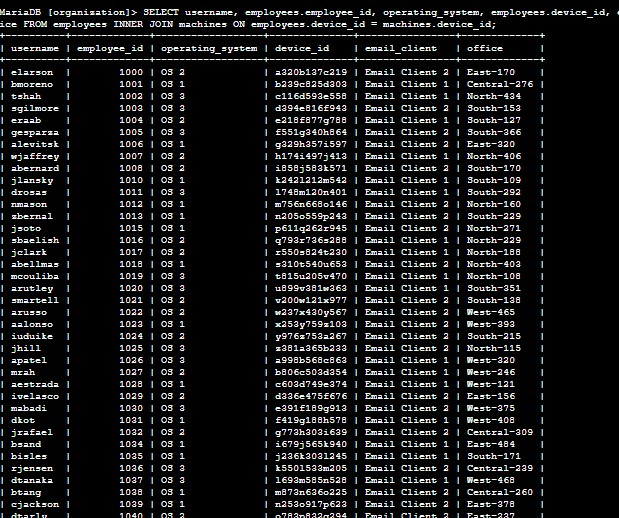 MariaDB [organization]> SELECT username, employees.employee_id, operating_system, employees.device_id,
ice FROM employees INNER JOIN machines ON employees.device_id = machines.device_id;
| username | employee_id | operating_system | device_id | email_client | office |
| elarson | 1000 | OS 2 | a320b137c219 | Email Client 2 | East-170 |
| bmoreno | 1001 | OS 1 | b239c825d303 | Email Client 1 | Central-276 |
| tshah | 1002 | OS 3 | c116d593e558 | Email Client 1 | North-434 |
| sgilmore | 1003 | OS 3 | d394e816f943 | Email Client 2 | South-153 |
| eraab | 1004 | OS 2 | e218f877g788 | Email Client 1 | South-127 |
| gesparza | 1005 | OS 3 | f551g340h864 | Email Client 2 | South-366 |
| alevitsk | 1006 | OS 1 | g329h357i597 | Email Client 2 | East-320 |
| wjaffrey | 1007 | OS 2 | h174i497j413 | Email Client 1 | North-406 |
| abernard | 1008 | OS 2 | i858j583k571 | Email Client 2 | South-170 |
| jlansky | 1010 | OS 1 | k242l212m542 | Email Client 1 | South-109 |
| drosas | 1011 | OS 3 | l748m120n401 | Email Client 1 | South-292 |
| nmason | 1012 | OS 1 | m756n668o146 | Email Client 2 | North-160 |
| zbernal | 1013 | OS 1 | n205o559p243 | Email Client 2 | South-229 |
| jsoto | 1015 | OS 1 | p611q262r945 | Email Client 2 | North-271 |
| sbaelish | 1016 | OS 2 | q793r736s288 | Email Client 1 | North-229 |
| jclark | 1017 | OS 2 | r550s824t230 | Email Client 1 | North-188 |
| abellmas | 1018 | OS 1 | s310t540u653 | Email Client 2 | North-403 |
| mcouliba | 1019 | OS 3 | t815u205v470 | Email Client 1 | North-108 |
| arutley | 1020 | OS 3 | u899v381w363 | Email Client 1 | South-351 |
| smartell | 1021 | OS 2 | v200w121x977 | Email Client 2 | South-138 |
| arusso | 1022 | OS 2 | w237x430y567 | Email Client 2 | West-465 |
| aalonso | 1023 | OS 1 | x253y759z103 | Email Client 2 | West-393 |
| iuduike | 1024 | OS 2 | y976z753a267 | Email Client 2 | South-215 |
| jhill | 1025 | OS 3 | z381a365b233 | Email Client 2 | North-115 |
| apatel | 1026 | OS 3 | a998b568c863 | Email Client 1 | West-320 |
| mrah | 1027 | OS 2 | b806c503d354 | Email Client 1 | West-246 |
| aestrada | 1028 | OS 1 | c603d749e374 | Email Client 1 | West-121 |
| ivelasco | 1029 | OS 2 | d336e475f676 | Email Client 2 | East-156 |
| mabadi | 1030 | OS 3 | e391f189g913 | Email Client 2 | West-375 |
| dkot | 1031 | OS 1 | f419g188h578 | Email Client 1 | West-408 |
| jrafael | 1032 | OS 2 | g773h303i639 | Email Client 2 | Central-309 |
| bsand | 1034 | OS 1 | i679j565k940 | Email Client 1 | East-484 |
| bisles | 1035 | OS 1 | j236k303l245 | Email Client 1 | South-171 |
| rjensen | 1036 | OS 3 | k550l533m205 | Email Client 2 | Central-239 |
| dtanaka | 1037 | OS 3 | l693m585n528 | Email Client 1 | West-468 |
| btang | 1038 | OS 1 | m873n636o225 | Email Client 2 | Central-260 |
| cjackson | 1039 | OS 1 | n253o917p623 | Email Client 2 | East-378 |
| dtarly | 1040 | OS 2 | o783p832q294 | Email Client 2 | East-237 |